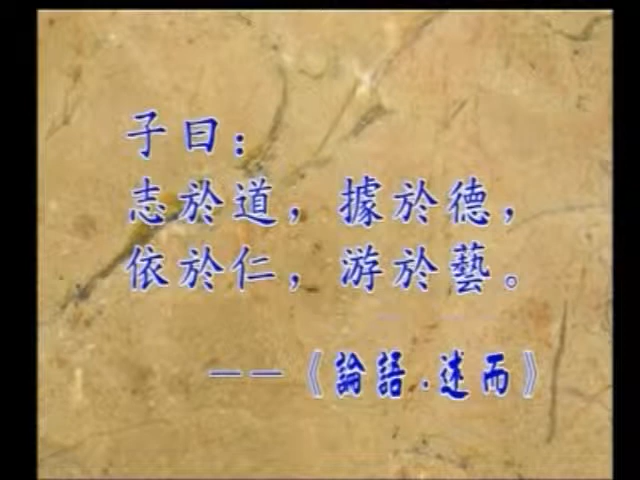 子曰：
志於道，據於德，
依於仁，游於藝。
——《論語．述而》